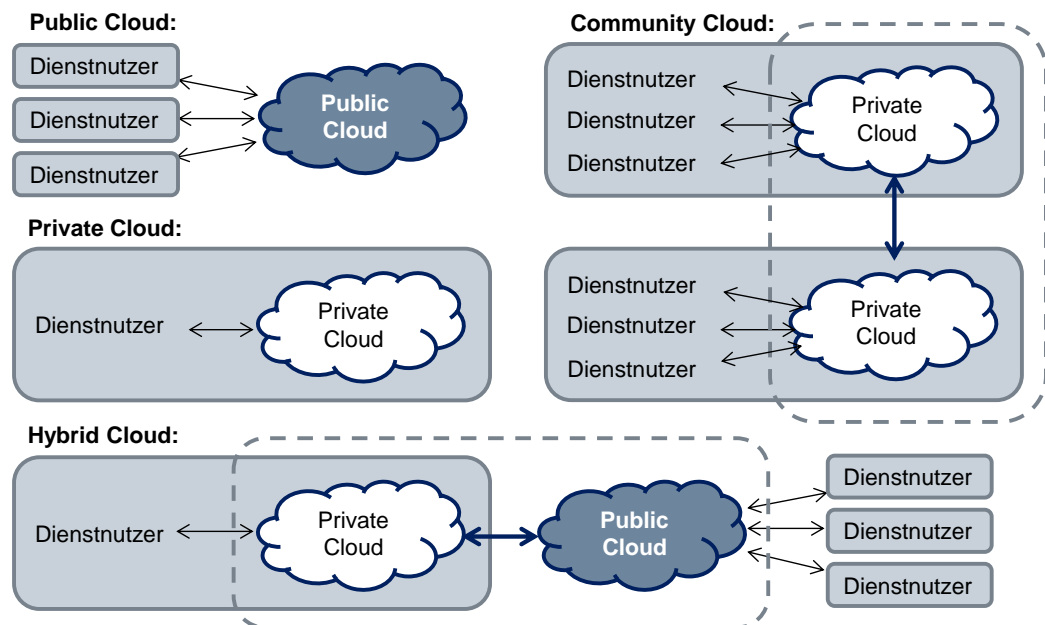 Public Cloud:
Dienstnutzer
Dienstnutzer
Dienstnutzer
Public
Cloud
Community Cloud:
Dienstnutzer
Dienstnutzer
Dienstnutzer
Private
Cloud
Dienstnutzer
Dienstnutzer
Dienstnutzer
Private
Cloud
Private Cloud:
Dienstnutzer
Private
Cloud
Hybrid Cloud:
Dienstnutzer
Private
Cloud
Public
Cloud
Dienstnutzer
Dienstnutzer
Dienstnutzer